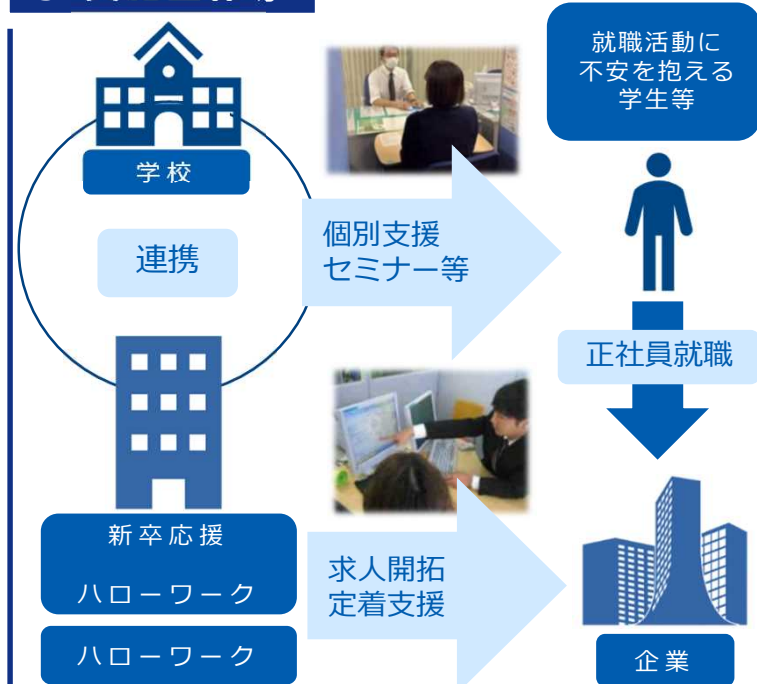 学校
連携
個別支援
セミナー等
就職活動に
不安を抱える
学生等
正社員就職
新卒応援
ハローワーク
ハローワーク
求人開拓
定着支援
企業